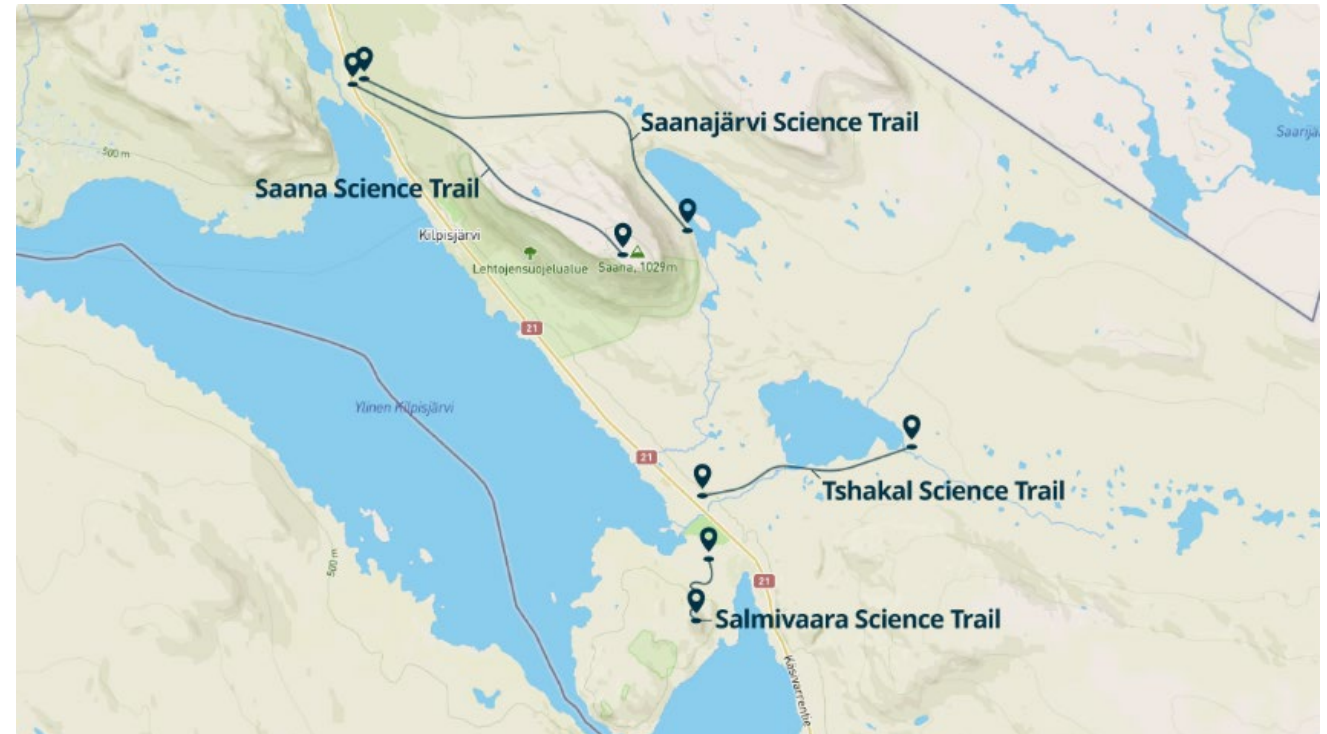 Saanajärvi Science Trail
500 m
Saana Science Trail
Kilpisjärvi
Lehtojensuojelualue
Saana, 1029m
21
Ylinen Kilpisjärvi
21
Tshakal Science Trail
500 m
21
Salmivaara Science Trail
Käsivarrentie